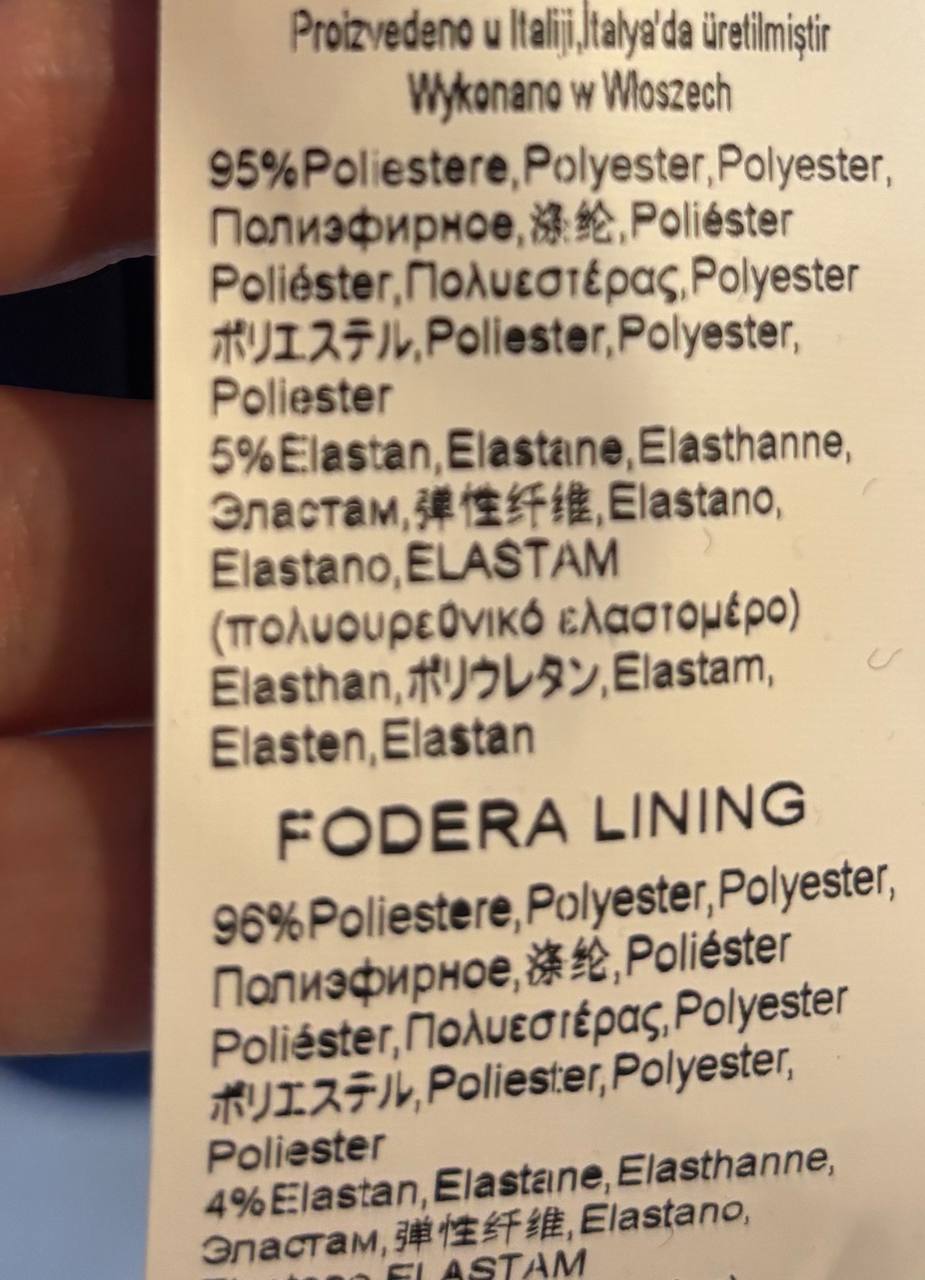 Proizvedeno u Italiji,İtalya'da üretilmiştir
Wykonano w Włoszech
95%Poliestere,Polyester,Polyester,
Полиэфирное,涤纶,Poliéster
Poliéster,Πολυεστέρας,Polyester
ポリエステル,Poliester,Polyester,
Poliester
5%Elastan,Elastane,Elasthanne,
Эластам,弹性纤维,Elastano,
Elastano,ELASTAM
(πολυουρεθνικό ελαστομέρο)
Elasthan,ポリウレタン,Elastam,
Elasten,Elastan
FODERA LINING
96%Poliestere,Polyester,Polyester,
Полиэфирное,涤纶,Poliéster
Poliéster,Πολυεστέρας,Polyester
ポリエステル,Poliester,Polyester,
Poliester
4%Elastan,Elastane,Elasthanne,
Эластам,弹性纤维,Elastano,
ELASTAM